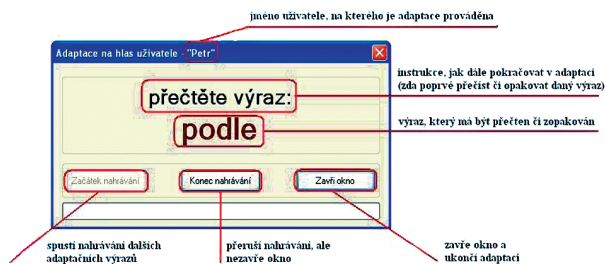 jméno uživatele, na kterého je adaptace prováděna
Adaptace na hlas uživatele - "Petr"
instrukce, jak dále pokračovat v adaptaci
(zda poprvé přečíst či opakovat daný výraz)
přečtěte výraz:
podle
výraz, který má být přečten či zopakován
Začátek nahrávání
Konec nahrávání
Zavři okno
spustí nahrávání dalších
adaptačních výrazů
přeruší nahrávání, ale
nezavře okno
zavře okno a
ukončí adaptaci